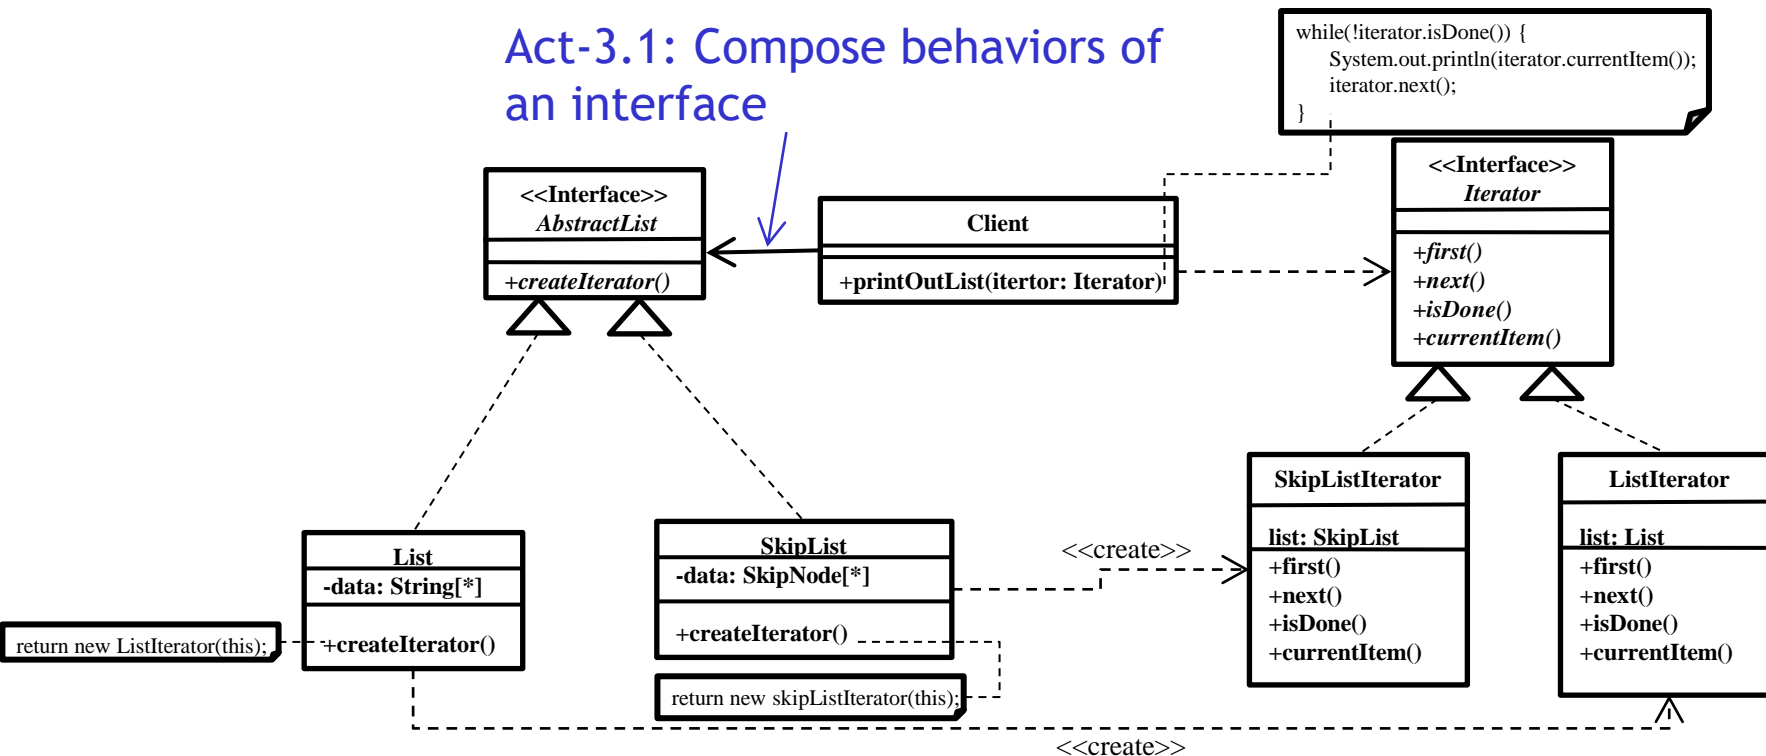 Act-3.1: Compose behaviors of
an interface
while(!iterator.isDone()) {
System.out.println(iterator.currentItem());
iterator.next();
}
<<Interface>>
AbstractList
+createIterator()
Client
+printOutList(itertor: Iterator)
<<Interface>>
Iterator
+first()
+next()
+isDone()
+currentItem()
List
-data: String[*]
+createIterator()
return new ListIterator(this);
SkipList
-data: SkipNode[*]
+createIterator()
return new skipListIterator(this);
<<create>>
SkipListIterator
list: SkipList
+first()
+next()
+isDone()
+currentItem()
ListIterator
list: List
+first()
+next()
+isDone()
+currentItem()
<<create>>